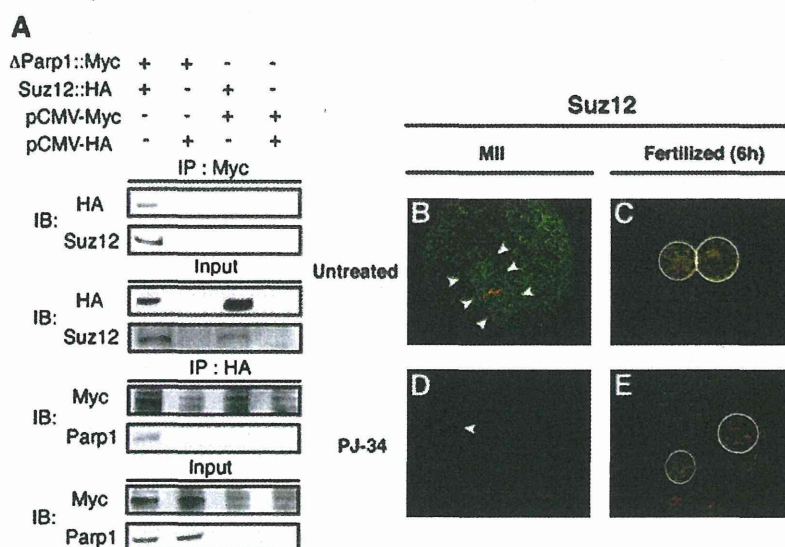 A
ΔParp1::Myc + + - -
Suz12::HA + - + -
pCMV-Myc - - + +
pCMV-HA - + - +
IP : Myc
IB: HA
Suz12
Input
IB: HA
Suz12
IP : HA
IB: Myc
Parp1
Input
IB: Myc
Parp1
Suz12
MII Fertilized (6h)
Untreated B C
PJ-34 D E